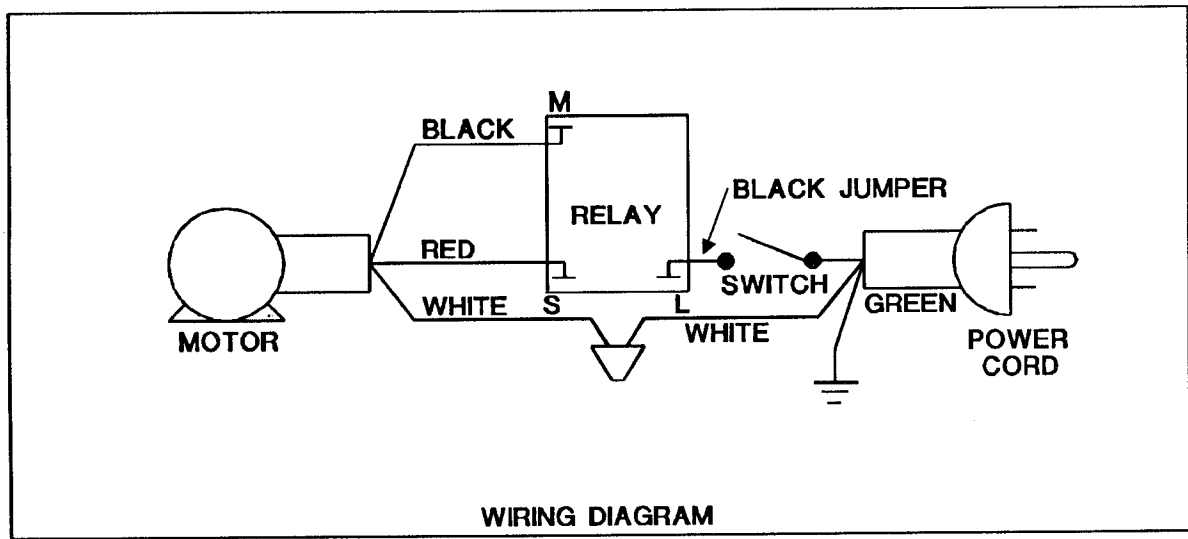 M
BLACK
BLACK JUMPER
RELAY
RED
SWITCH
WHITE
S
L
WHITE
GREEN
MOTOR
POWER
CORD
WIRING DIAGRAM